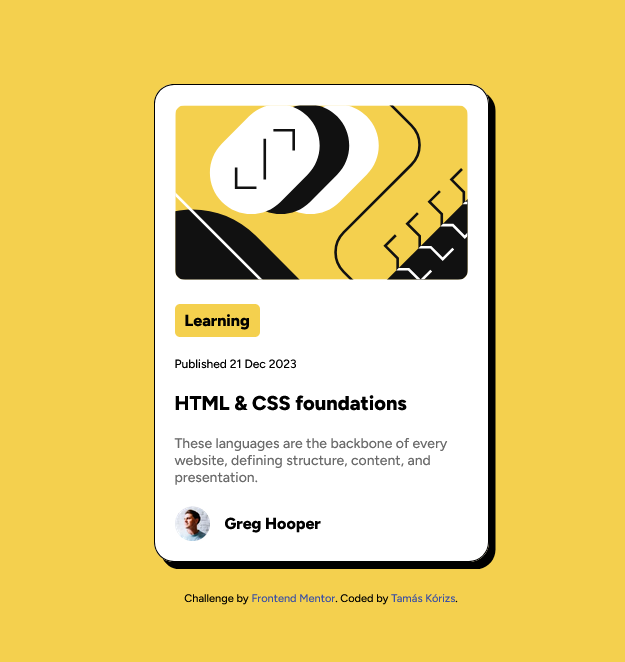 Learning
Published 21 Dec 2023
HTML & CSS foundations
These languages are the backbone of every
website, defining structure, content, and
presentation.
Greg Hooper
Challenge by Frontend Mentor. Coded by Tamás Kórizs.